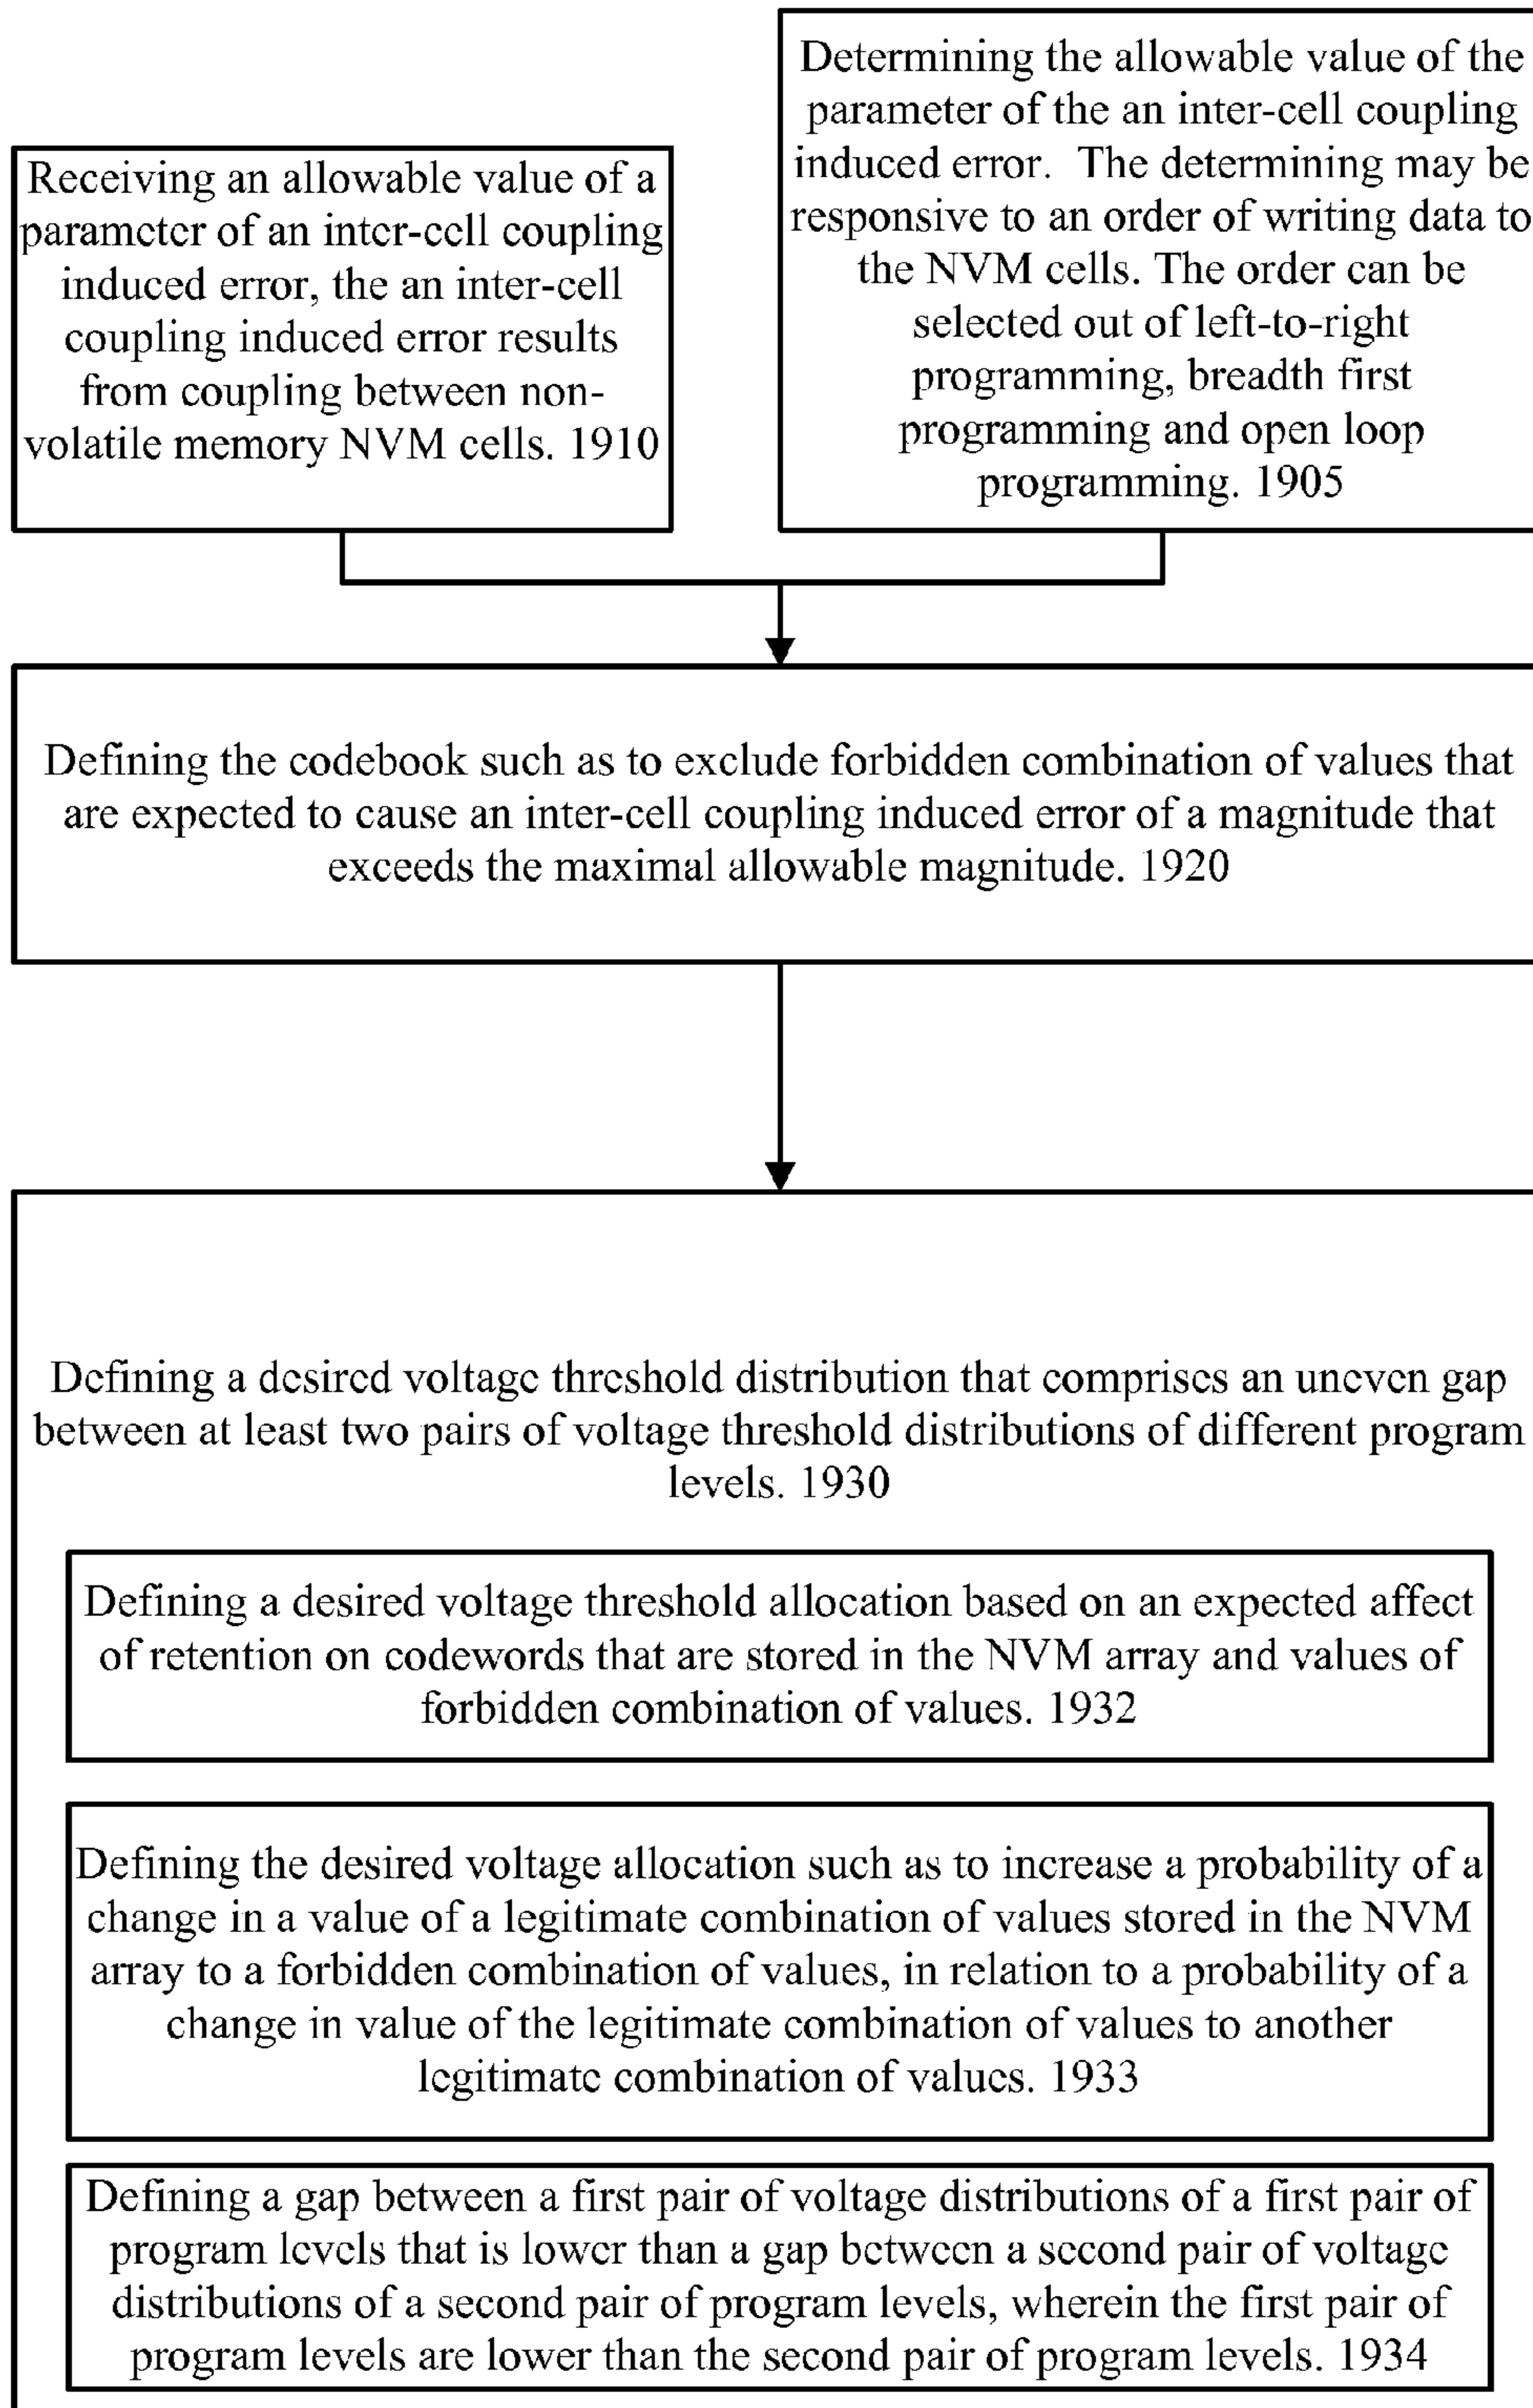 Receiving an allowable value of a
parameter of an inter-cell coupling
induced error, the an inter-cell
coupling induced error results
from coupling between non-
volatile memory NVM cells. 1910
Determining the allowable value of the
parameter of the an inter-cell coupling
induced error.  The determining may be
responsive to an order of writing data to
the NVM cells. The order can be
selected out of left-to-right
programming, breadth first
programming and open loop
programming. 1905
Defining the codebook such as to exclude forbidden combination of values that
are expected to cause an inter-cell coupling induced error of a magnitude that
exceeds the maximal allowable magnitude. 1920
Defining a desired voltage threshold distribution that comprises an uneven gap
between at least two pairs of voltage threshold distributions of different program
levels. 1930
Defining a desired voltage threshold allocation based on an expected affect
of retention on codewords that are stored in the NVM array and values of
forbidden combination of values. 1932
Defining the desired voltage allocation such as to increase a probability of a
change in a value of a legitimate combination of values stored in the NVM
array to a forbidden combination of values, in relation to a probability of a
change in value of the legitimate combination of values to another
legitimate combination of values. 1933
Defining a gap between a first pair of voltage distributions of a first pair of
program levels that is lower than a gap between a second pair of voltage
distributions of a second pair of program levels, wherein the first pair of
program levels are lower than the second pair of program levels. 1934